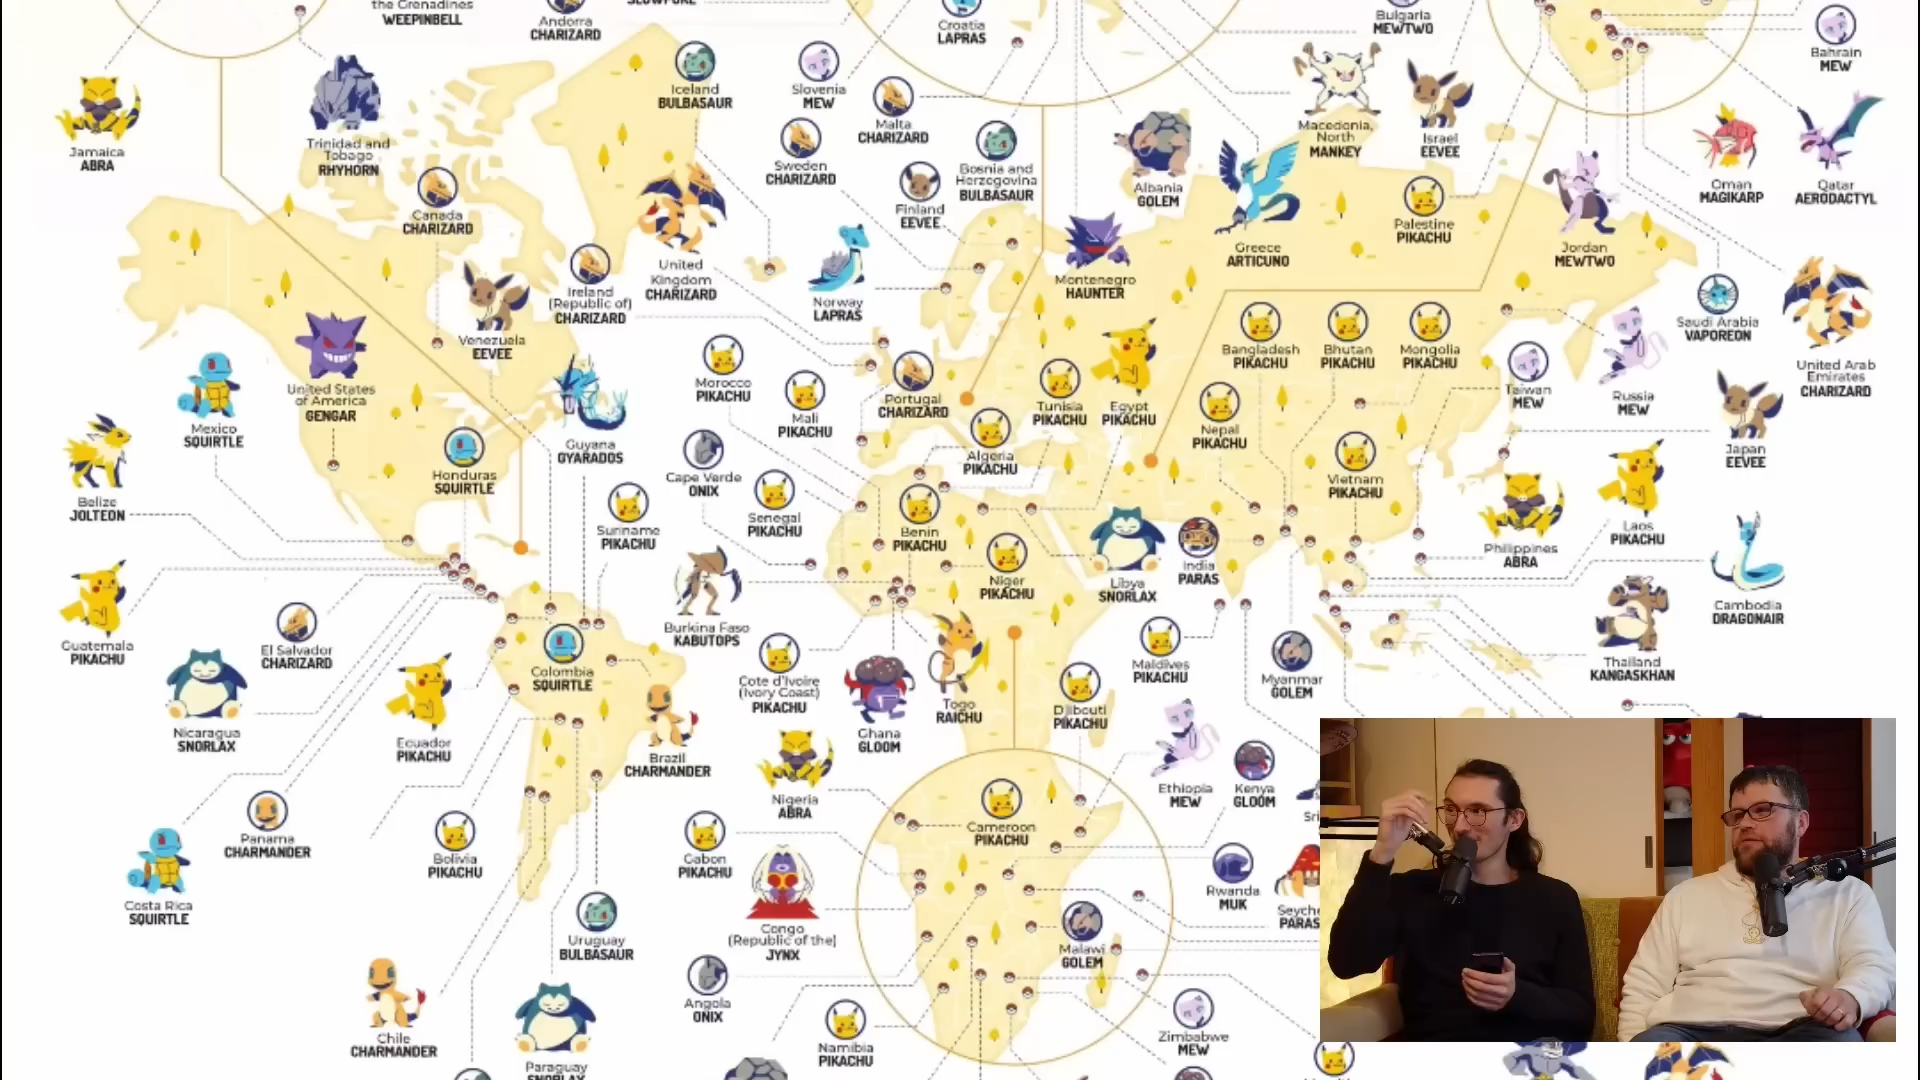 the Grenadines
WEEPINBELL
Andorra
CHARIZARD
SLOWPOKE
Croatia
LAPRAS
Bulgaria
MEWTWO
Bahrain
MEW
Jamaica
ABRA
Trinidad and
Tobago
RHYHORN
Iceland
BULBASAUR
Slovenia
MEW
Malta
CHARIZARD
Sweden
CHARIZARD
Bosnia and
Herzegovina
BULBASAUR
Albania
GOLEM
Macedonia,
North
MANKEY
Israel
EEVEE
Oman
MAGIKARP
Qatar
AERODACTYL
Canada
CHARIZARD
Finland
EEVEE
Greece
ARTICUNO
Palestine
PIKACHU
Jordan
MEWTWO
United
Kingdom
CHARIZARD
Ireland
(Republic of)
CHARIZARD
Norway
LAPRAS
Montenegro
HAUNTER
Saudi Arabia
VAPOREON
United Arab
Emirates
CHARIZARD
Venezuela
EEVEE
Morocco
PIKACHU
Bangladesh
PIKACHU
Bhutan
PIKACHU
Mongolia
PIKACHU
Taiwan
MEW
Russia
MEW
United States
of America
GENGAR
Mali
PIKACHU
Portugal
CHARIZARD
Tunisia
PIKACHU
Egypt
PIKACHU
Nepal
PIKACHU
Mexico
SQUIRTLE
Guyana
GYARADOS
Algeria
PIKACHU
Japan
EEVEE
Honduras
SQUIRTLE
Cape Verde
ONIX
Vietnam
PIKACHU
Belize
JOLTEON
Suriname
PIKACHU
Senegal
PIKACHU
Benin
PIKACHU
Laos
PIKACHU
Philippines
ABRA
Niger
PIKACHU
Libya
SNORLAX
India
PARAS
Cambodia
DRAGONAIR
Guatemala
PIKACHU
El Salvador
CHARIZARD
Burkina Faso
KABUTOPS
Colombia
SQUIRTLE
Maldives
PIKACHU
Myanmar
GOLEM
Thailand
KANGASKHAN
Cote d'Ivoire
(Ivory Coast)
PIKACHU
Togo
RAICHU
Djibouti
PIKACHU
Nicaragua
SNORLAX
Ecuador
PIKACHU
Ghana
GLOOM
Brazil
CHARMANDER
Nigeria
ABRA
Ethiopia
MEW
Kenya
GLOOM
Sri
Panama
CHARMANDER
Bolivia
PIKACHU
Gabon
PIKACHU
Cameroon
PIKACHU
Costa Rica
SQUIRTLE
Rwanda
MUK
Seyche
PARAS
Uruguay
BULBASAUR
Congo
(Republic of the)
JYNX
Malawi
GOLEM
Angola
ONIX
Chile
CHARMANDER
Namibia
PIKACHU
Zimbabwe
MEW
Paraguay
SNORLAX